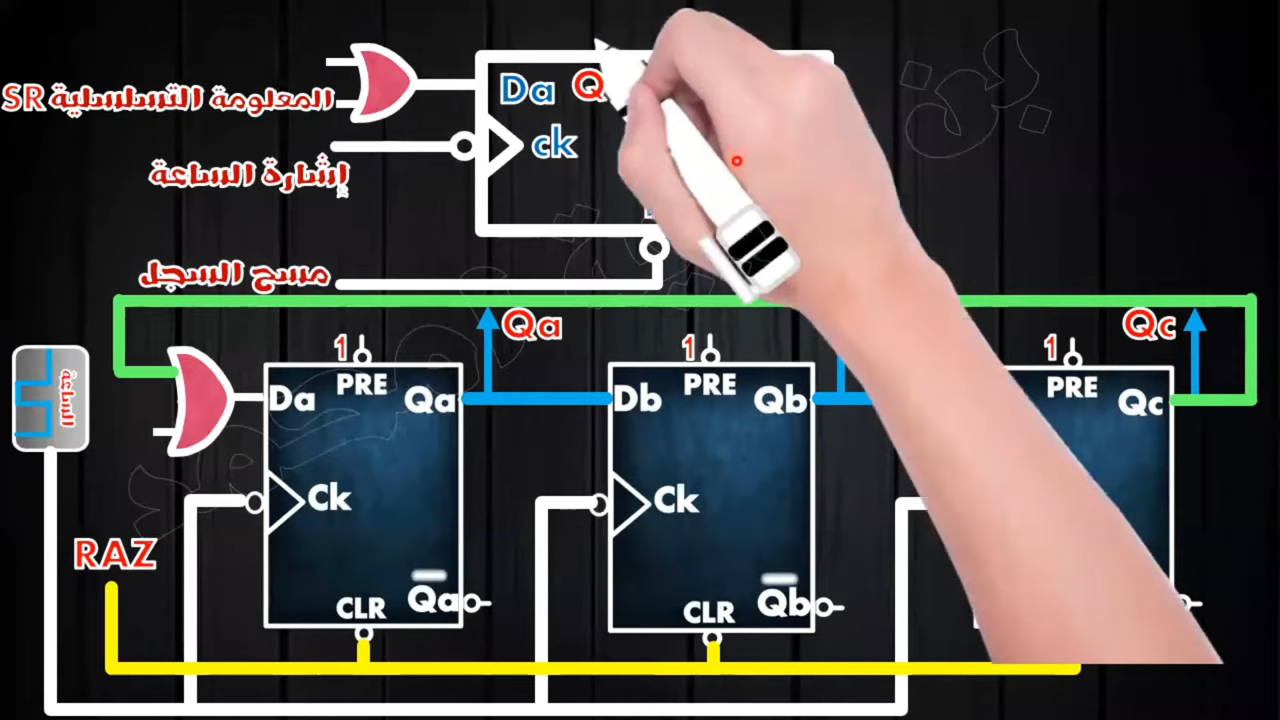 المعلومة التسلسلية SR
Da Q
ck
إشارة الساعة
مسح السجل
Qa
Qc
الساعة
1
1
1
PRE
PRE
PRE
Da
Qa
Db
Qb
Qc
Ck
Ck
RAZ
CLR
Qa
CLR
Qb